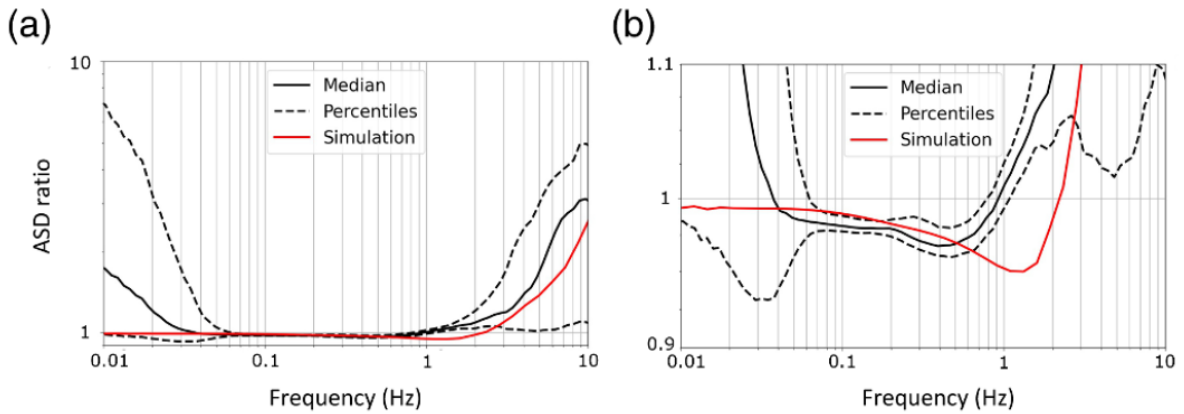 (a)
10
Median
Percentiles
Simulation
ASD ratio
1
0.01
0.1
1
10
Frequency (Hz)
(b)
1.1
Median
Percentiles
Simulation
1
0.9
0.01
0.1
1
10
Frequency (Hz)